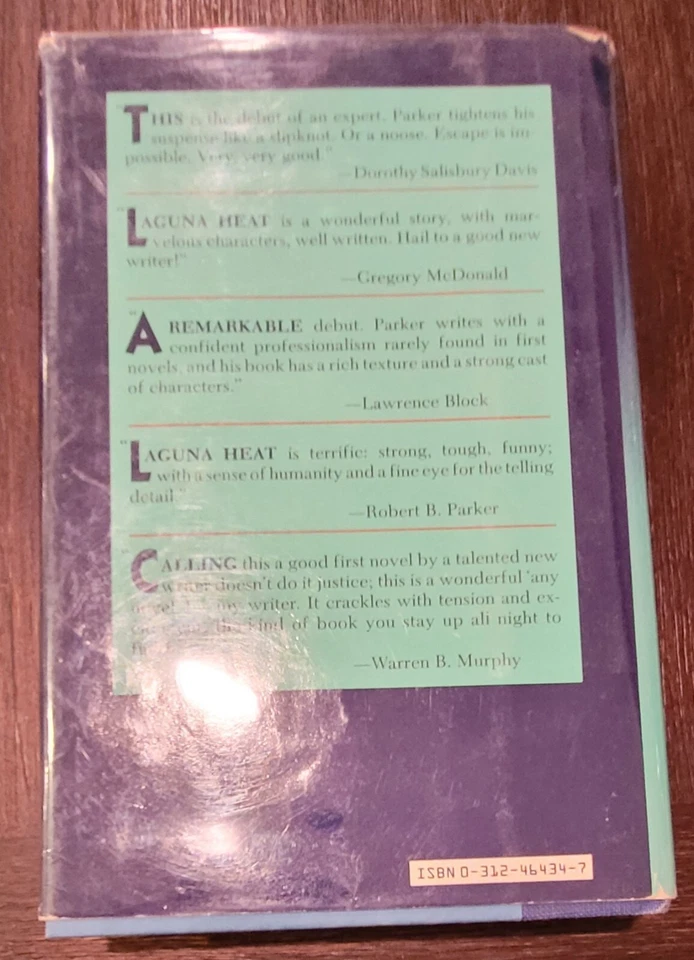 "THIS is the debut of an expert. Parker tightens his
suspense like a slipknot. Or a noose. Escape is im-
possible. Very, very good."
—Dorothy Salisbury Davis
"LAGUNA HEAT is a wonderful story, with mar-
velous characters, well written. Hail to a good new
writer!"
—Gregory McDonald
"A REMARKABLE debut. Parker writes with a
confident professionalism rarely found in first
novels, and his book has a rich texture and a strong cast
of characters."
—Lawrence Block
"LAGUNA HEAT is terrific: strong, tough, funny;
with a sense of humanity and a fine eye for the telling
detail."
—Robert B. Parker
"CALLING this a good first novel by a talented new
writer doesn't do it justice; this is a wonderful 'any
writer. It crackles with tension and ex-
kind of book you stay up all night to
—Warren B. Murphy
ISBN 0-312-46434-7